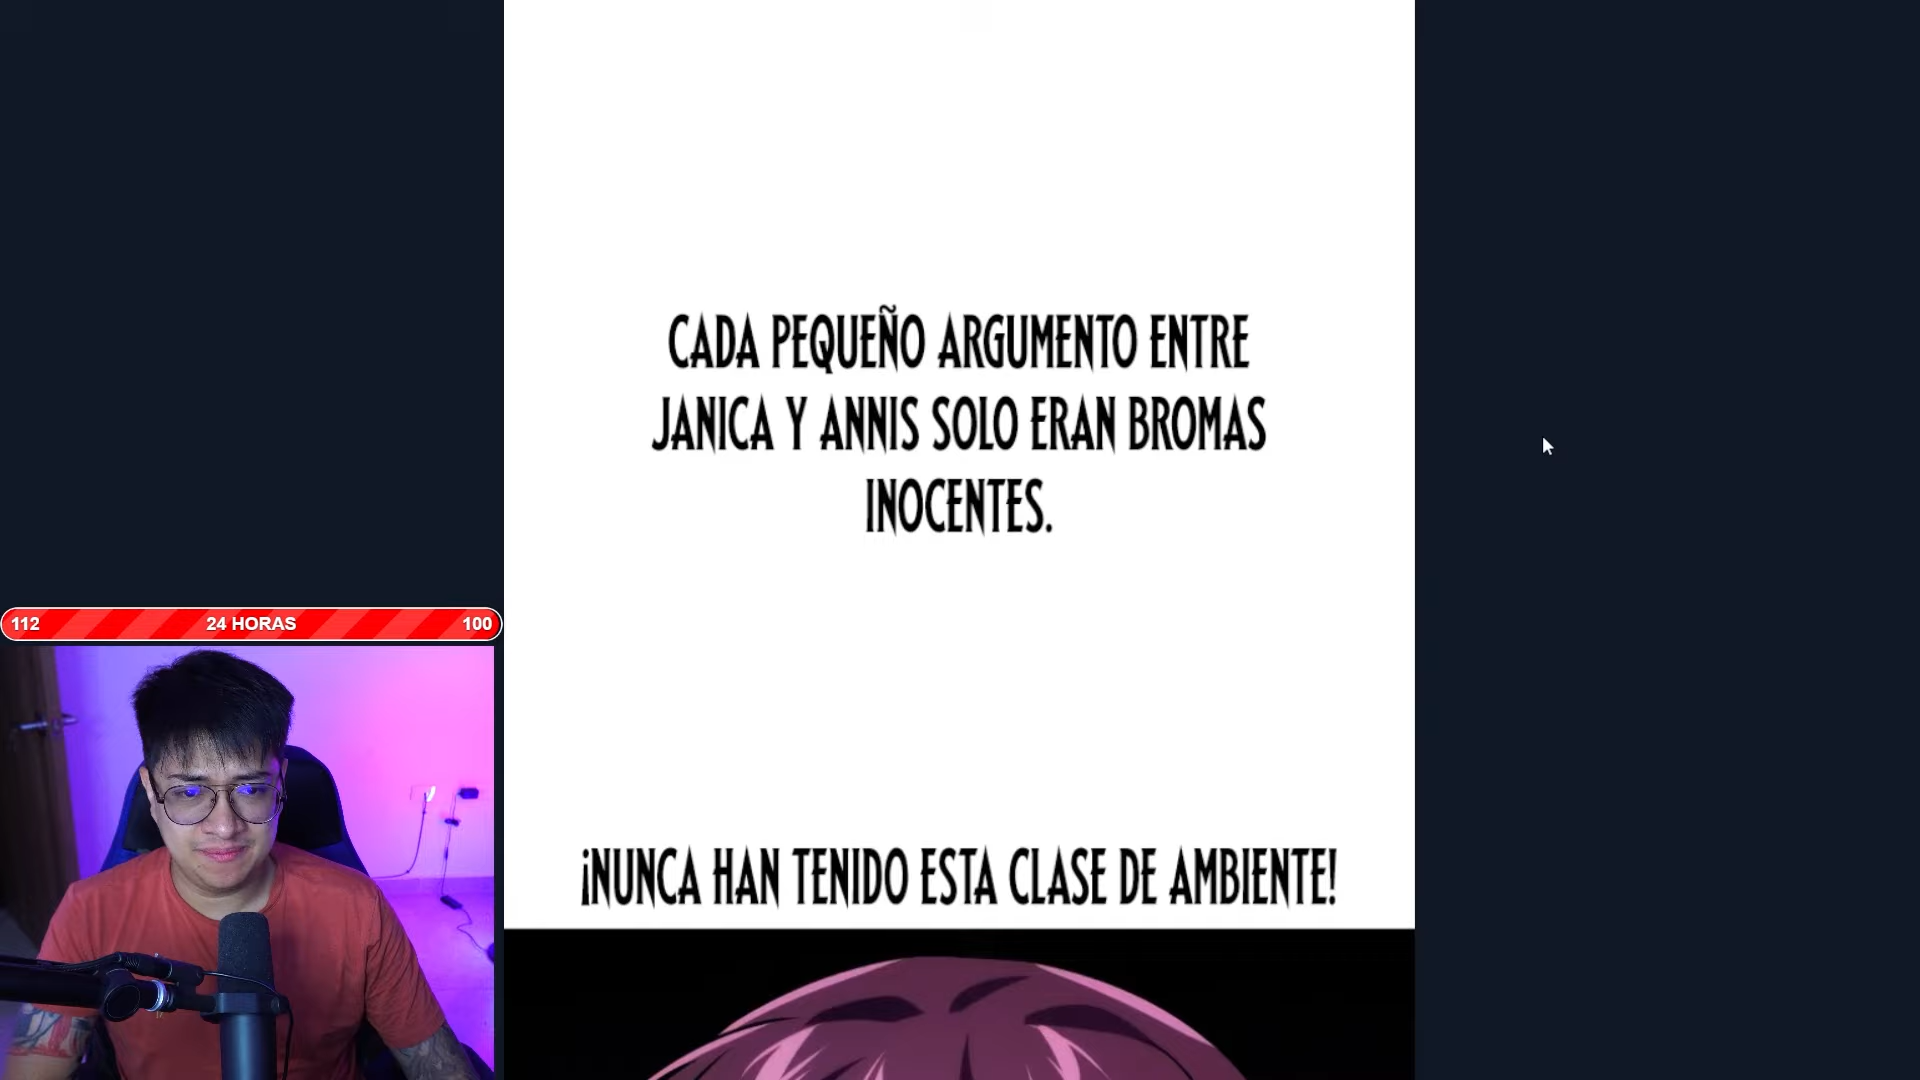 CADA PEQUEÑO ARGUMENTO ENTRE
JANICA Y ANNIS SOLO ERAN BROMAS
INOCENTES.
¡NUNCA HAN TENIDO ESTA CLASE DE AMBIENTE!
112 24 HORAS 100